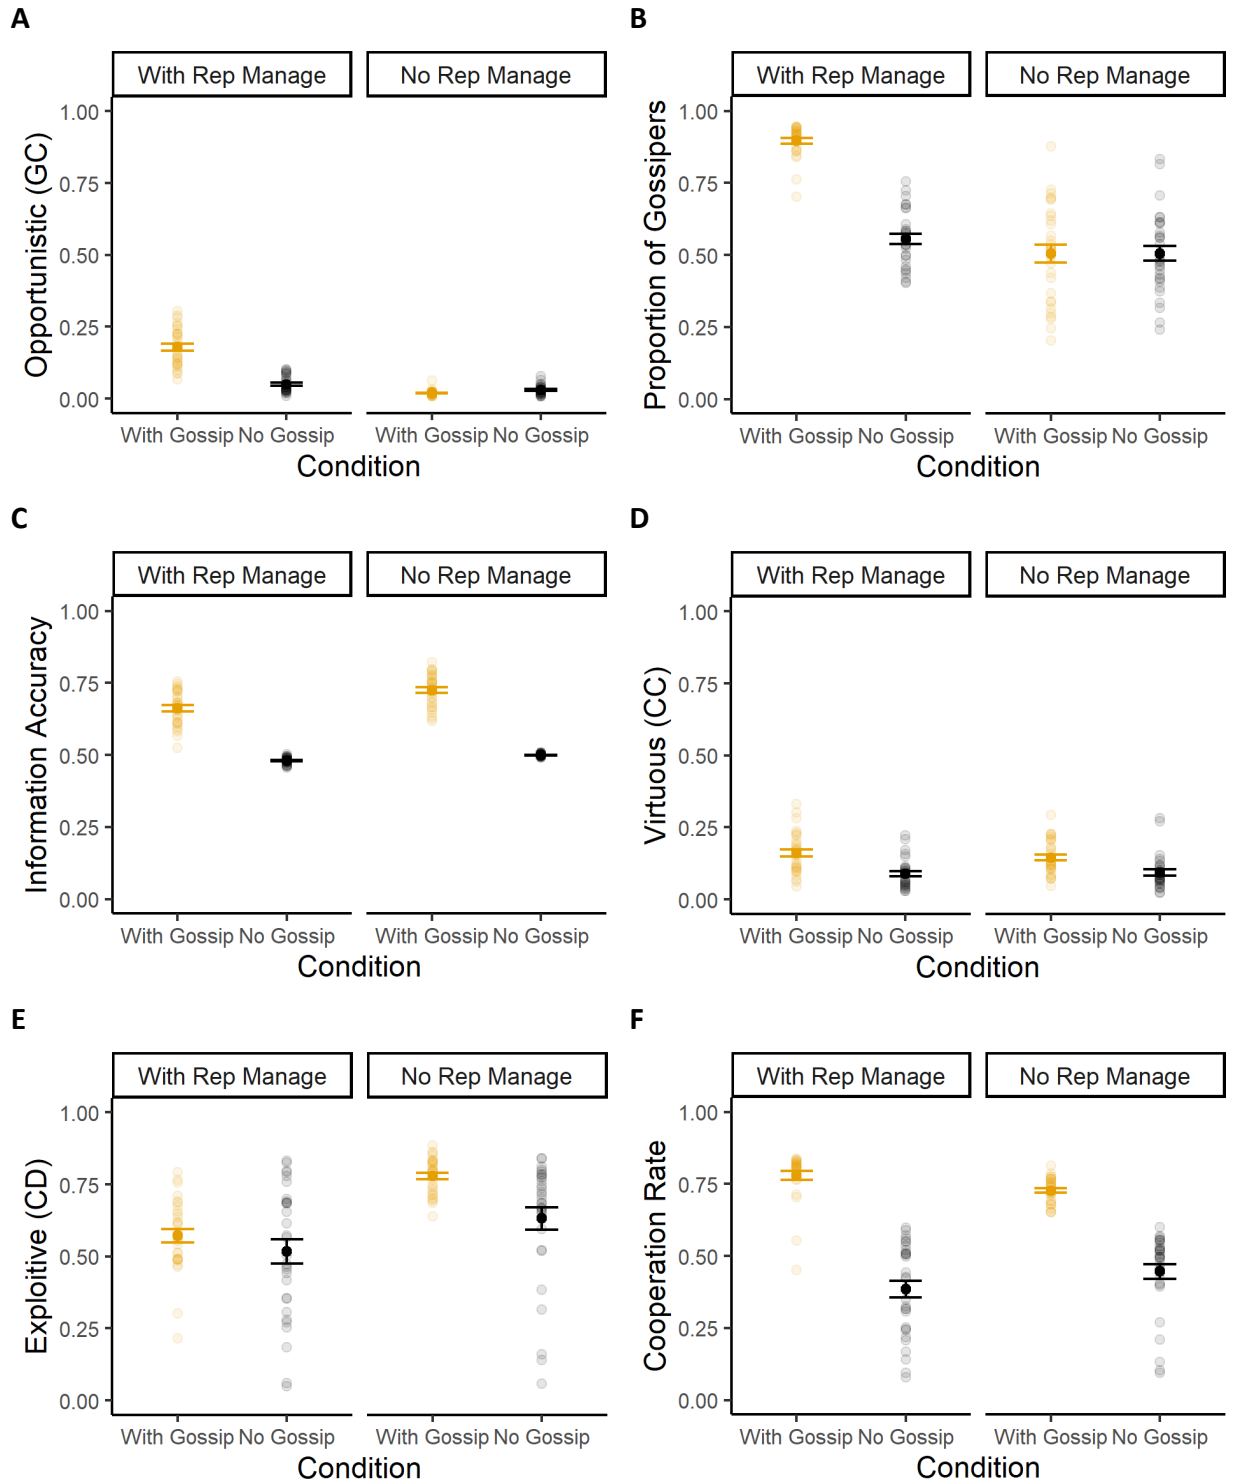 A
With Rep Manage
No Rep Manage
Opportunistic (GC)
1.00
0.75
0.50
0.25
0.00
With Gossip
No Gossip
With Gossip
No Gossip
Condition
B
With Rep Manage
No Rep Manage
Proportion of Gossipers
1.00
0.75
0.50
0.25
0.00
With Gossip
No Gossip
With Gossip
No Gossip
Condition
C
With Rep Manage
No Rep Manage
Information Accuracy
1.00
0.75
0.50
0.25
0.00
With Gossip
No Gossip
With Gossip
No Gossip
Condition
D
With Rep Manage
No Rep Manage
Virtuous (CC)
1.00
0.75
0.50
0.25
0.00
With Gossip
No Gossip
With Gossip
No Gossip
Condition
E
With Rep Manage
No Rep Manage
Exploitive (CD)
1.00
0.75
0.50
0.25
0.00
With Gossip
No Gossip
With Gossip
No Gossip
Condition
F
With Rep Manage
No Rep Manage
Cooperation Rate
1.00
0.75
0.50
0.25
0.00
With Gossip
No Gossip
With Gossip
No Gossip
Condition